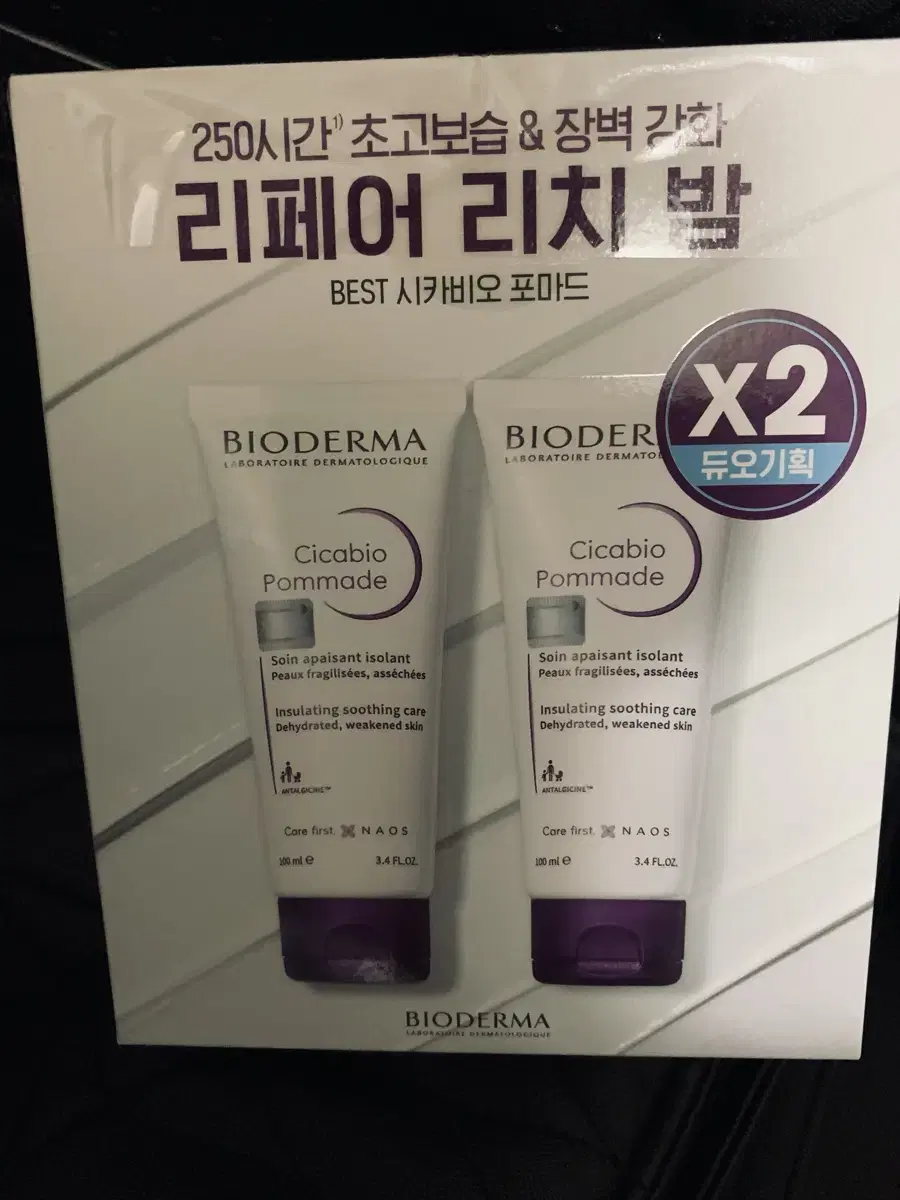 250시간¹⁾ 초고보습 & 장벽 강화
리페어 리치 밤
BEST 시카비오 포마드
X2
듀오기획
BIODERMA
LABORATOIRE DERMATOLOGIQUE
Cicabio
Pommade
Soin apaisant isolant
Peaux fragilisées, asséchées
Insulating soothing care
Dehydrated, weakened skin
ANTALGICINE™
Care first. NAOS
100 ml ℮ 3.4 FL.OZ.
BIODER
LABORATOIRE DERMATOL
Cicabio
Pommade
Soin apaisant isolant
Peaux fragilisées, asséchées
Insulating soothing care
Dehydrated, weakened skin
ANTALGICINE™
Care first. NAOS
100 ml ℮ 3.4 FL.OZ.
BIODERMA
LABORATOIRE DERMATOLOGIQUE